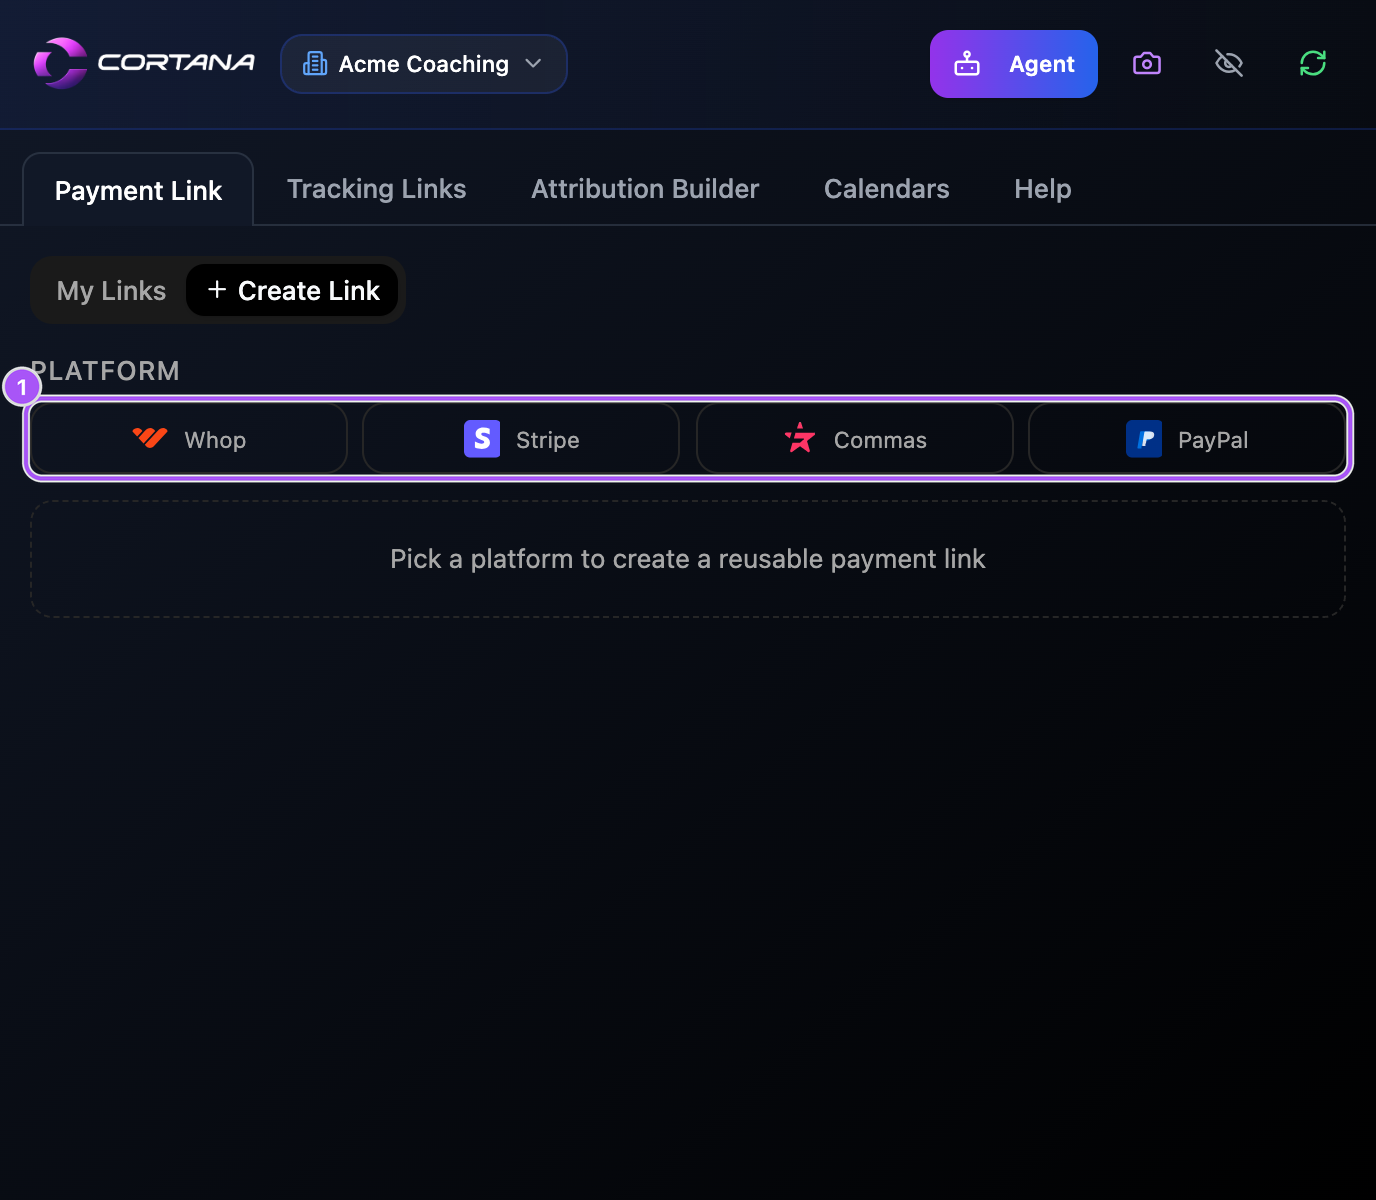 CORTANA
Acme Coaching
Agent
Payment Link
Tracking Links
Attribution Builder
Calendars
Help
My Links
+ Create Link
PLATFORM
1
Whop
S Stripe
Commas
P PayPal
Pick a platform to create a reusable payment link